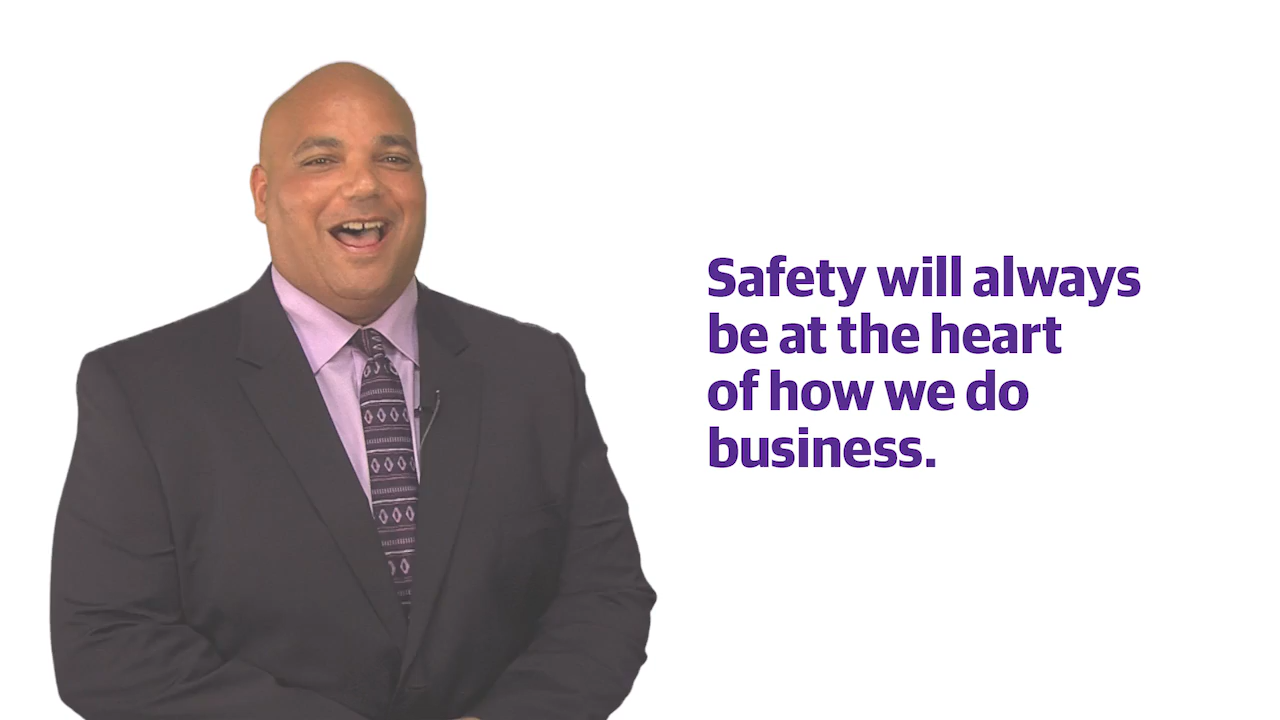 Safety will always
be at the heart
of how we do
business.